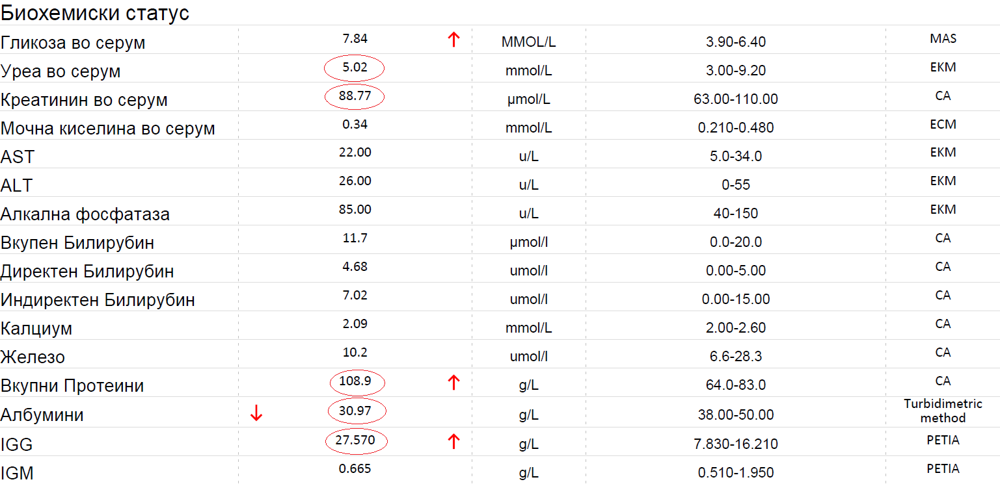 Биохемиски статус
Гликоза во серум 7.84 ↑ MMOL/L 3.90-6.40 MAS
Уреа во серум 5.02 mmol/L 3.00-9.20 EKM
Креатинин во серум 88.77 µmol/L 63.00-110.00 CA
Мочна киселина во серум 0.34 mmol/L 0.210-0.480 ECM
AST 22.00 u/L 5.0-34.0 EKM
ALT 26.00 u/L 0-55 EKM
Алкална фосфатаза 85.00 u/L 40-150 EKM
Вкупен Билирубин 11.7 µmol/l 0.0-20.0 CA
Директен Билирубин 4.68 umol/l 0.00-5.00 CA
Индиректен Билирубин 7.02 umol/l 0.00-15.00 CA
Калциум 2.09 mmol/L 2.00-2.60 CA
Железо 10.2 umol/l 6.6-28.3 CA
Вкупни Протеини 108.9 ↑ g/L 64.0-83.0 CA
Албумини ↓ 30.97 g/L 38.00-50.00 Turbidimetric method
IGG 27.570 ↑ g/L 7.830-16.210 PETIA
IGM 0.665 g/L 0.510-1.950 PETIA